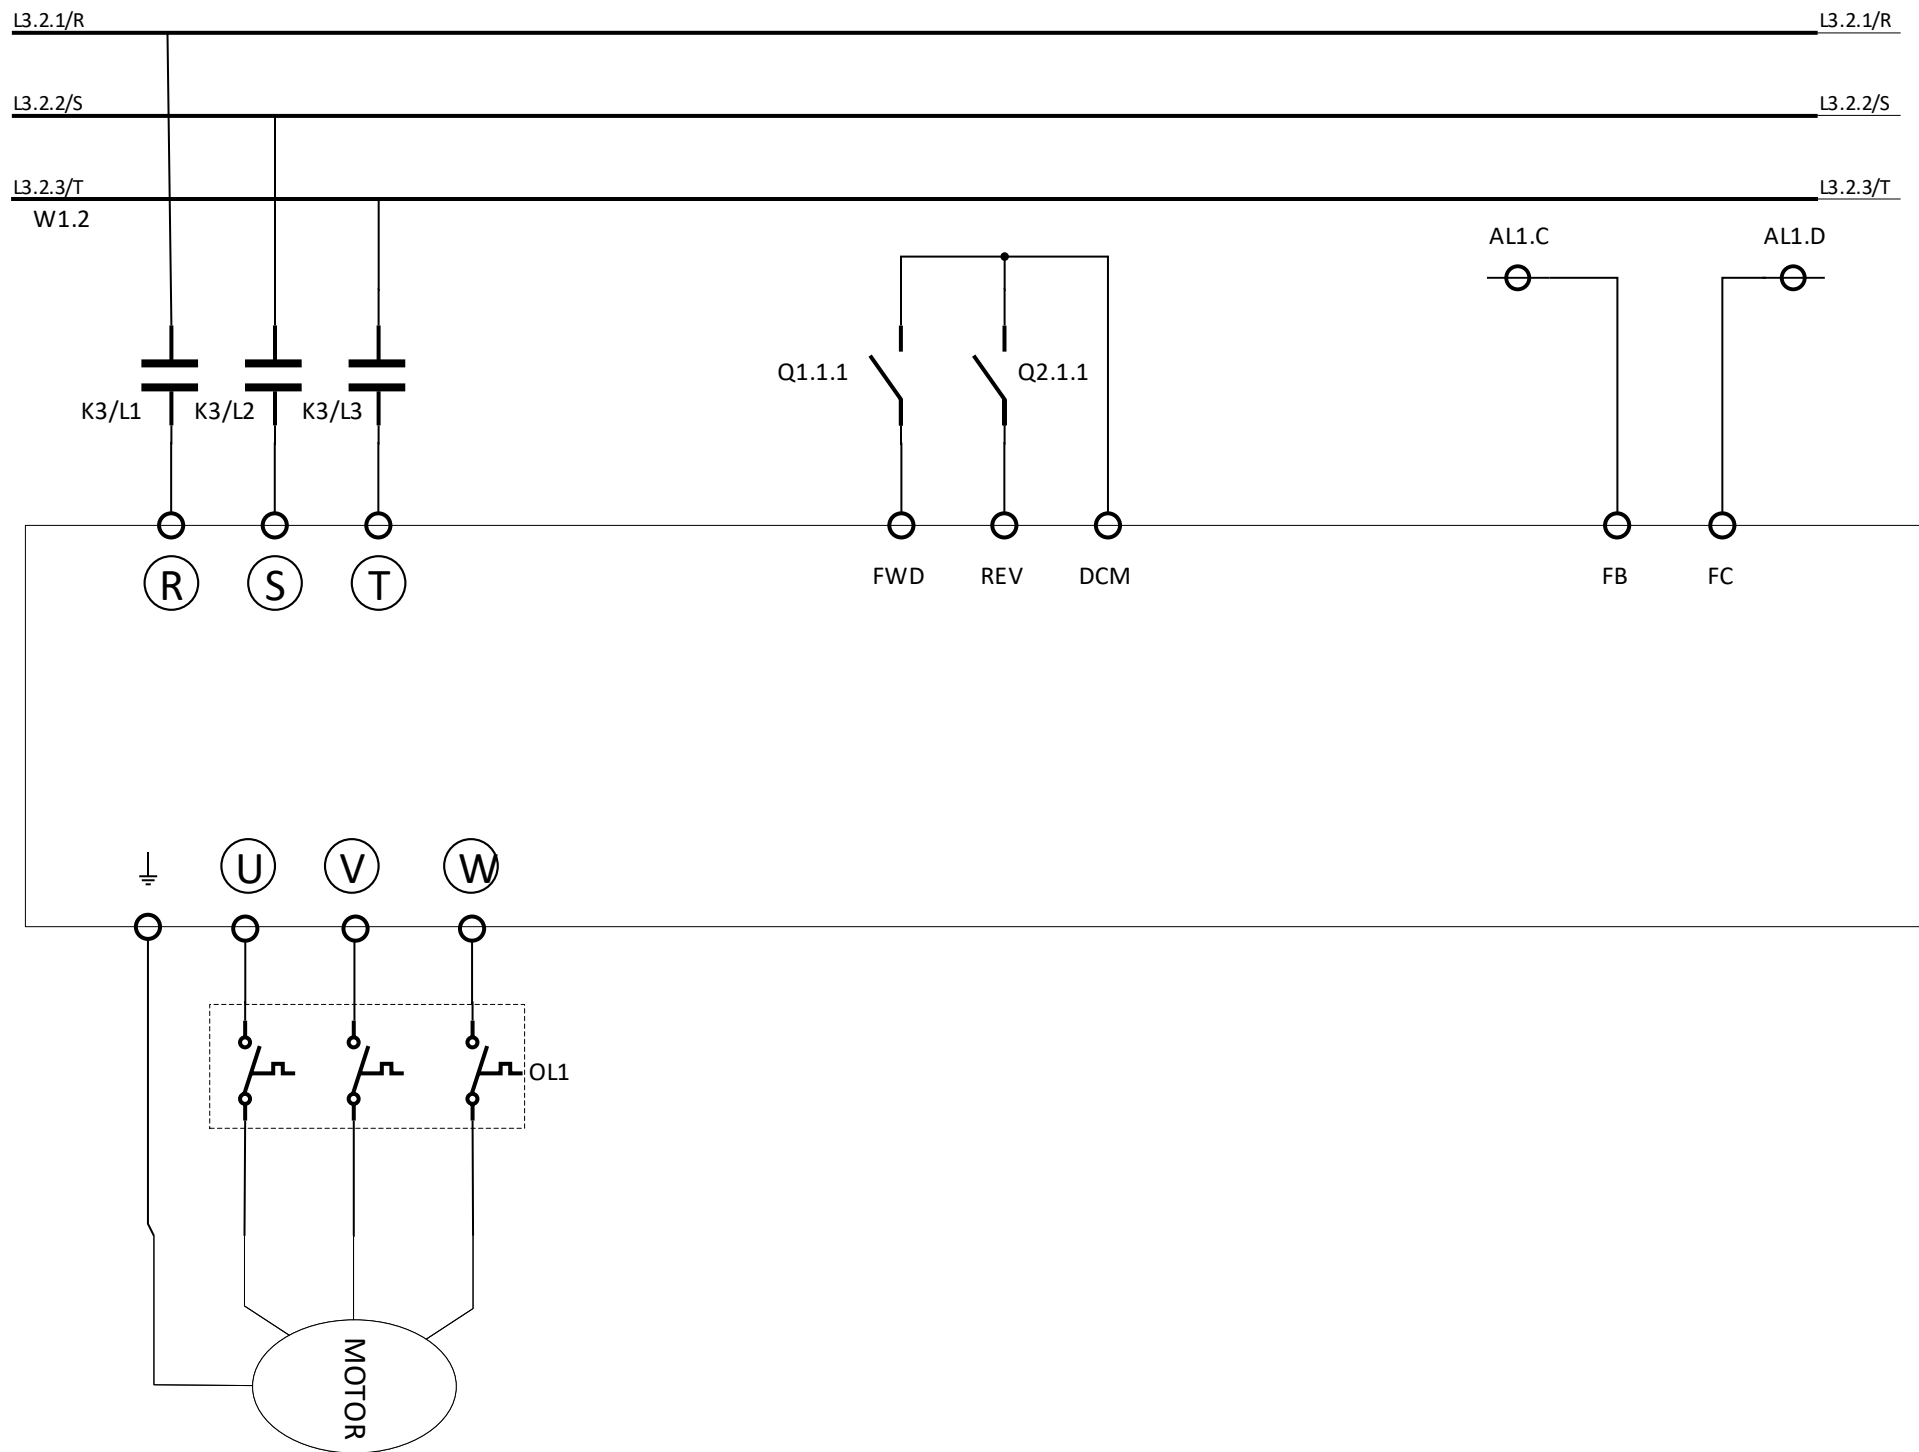 L3.2.1/R
L3.2.1/R
L3.2.2/S
L3.2.2/S
L3.2.3/T
L3.2.3/T
W1.2
AL1.C
AL1.D
Q1.1.1
Q2.1.1
K3/L1
K3/L2
K3/L3
R
S
T
FWD
REV
DCM
FB
FC
U
V
W
OL1
MOTOR